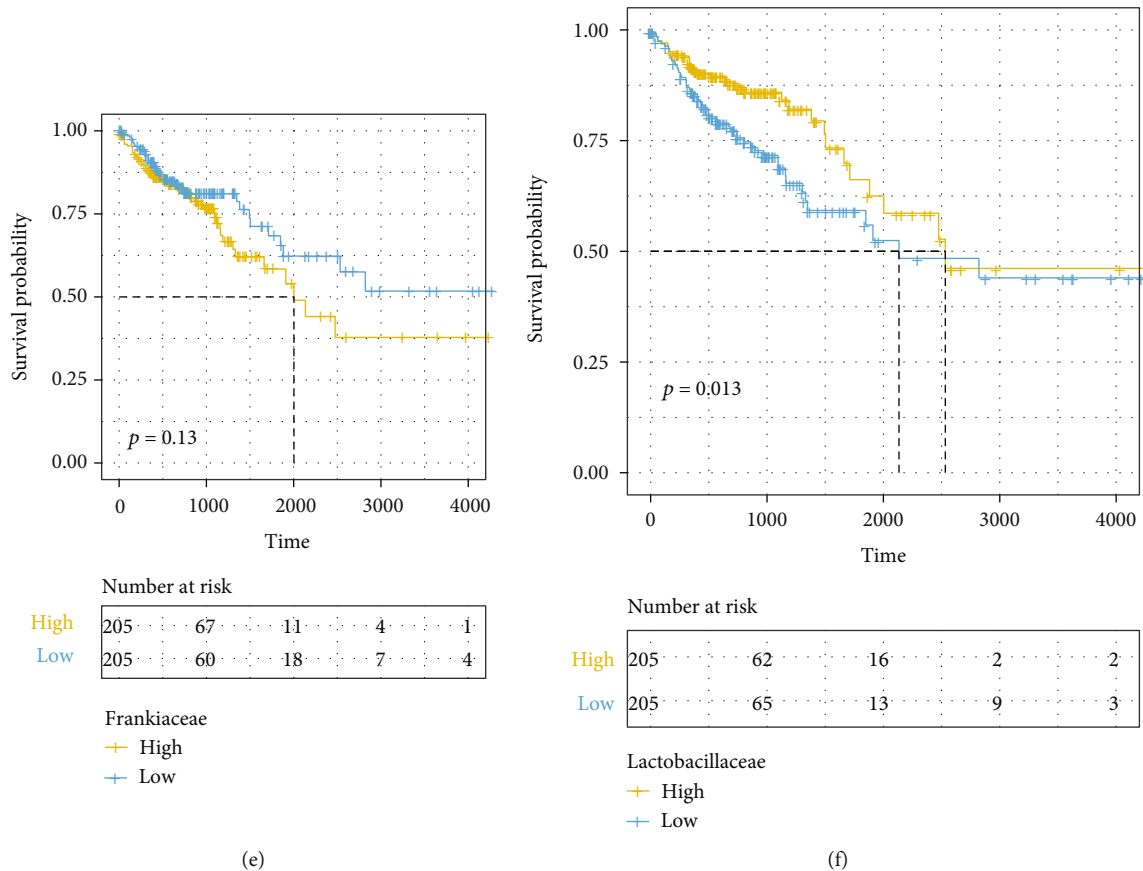 1.00
0.75
0.50
0.25
0.00
Survival probability
p = 0.13
0 1000 2000 3000 4000
Time
Number at risk
High 205 67 11 4 1
Low 205 60 18 7 4
Frankiaceae
High
Low
(e)
1.00
0.75
0.50
0.25
0.00
Survival probability
p = 0.013
0 1000 2000 3000 4000
Time
Number at risk
High 205 62 16 2 2
Low 205 65 13 9 3
Lactobacillaceae
High
Low
(f)